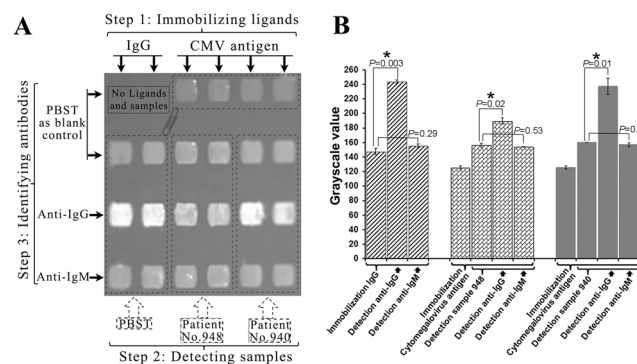 A
Step 1: Immobilizing ligands
IgG
CMV antigen
No Ligands
and samples
Step 3: Identifying antibodies
PBST
as blank
control
Anti-IgG
Anti-IgM
PBST
Patient
No.948
Patient
No.940
Step 2: Detecting samples
B
Grayscale value
260
240
220
200
180
160
140
120
100
80
60
40
20
0
*
P=0.003
P=0.29
*
P=0.02
P=0.53
*
P=0.01
Immobilization IgG
Detection anti-IgG
Detection anti-IgM
Immobilization
Cytomegalovirus antigen
Detection sample 948
Detection anti-IgG
Detection anti-IgM
Immobilization
Cytomegalovirus antigen
Detection sample 940
Detection anti-IgG
Detection anti-IgM